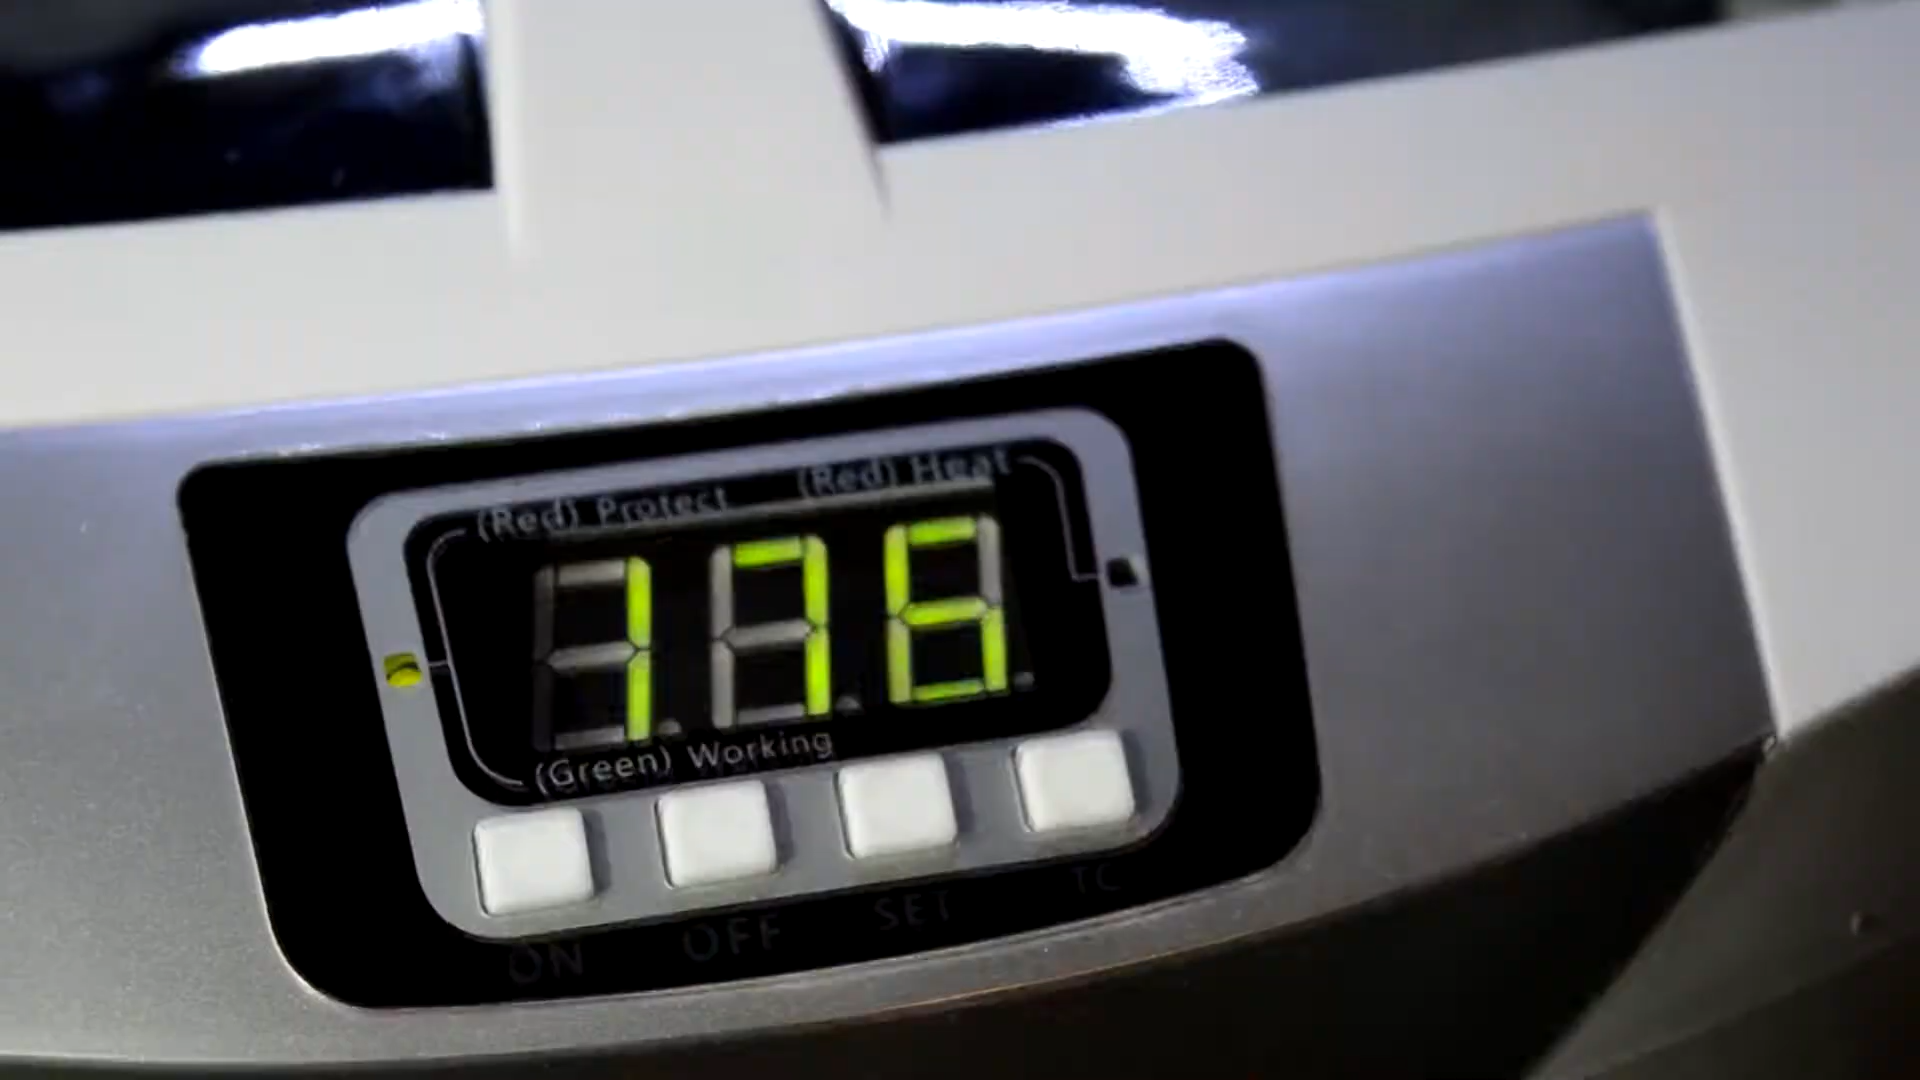 (Red) Protect (Red) Heat
176
(Green) Working
ON OFF SET TC